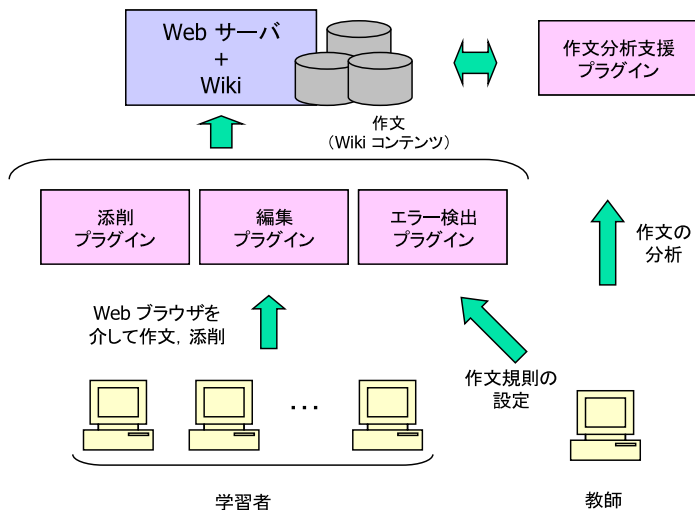 Web サーバ
+
Wiki
作文分析支援
プラグイン
作文
（Wiki コンテンツ）
添削
プラグイン
編集
プラグイン
エラー検出
プラグイン
作文の
分析
Web ブラウザを
介して作文，添削
作文規則の
設定
…
学習者
教師